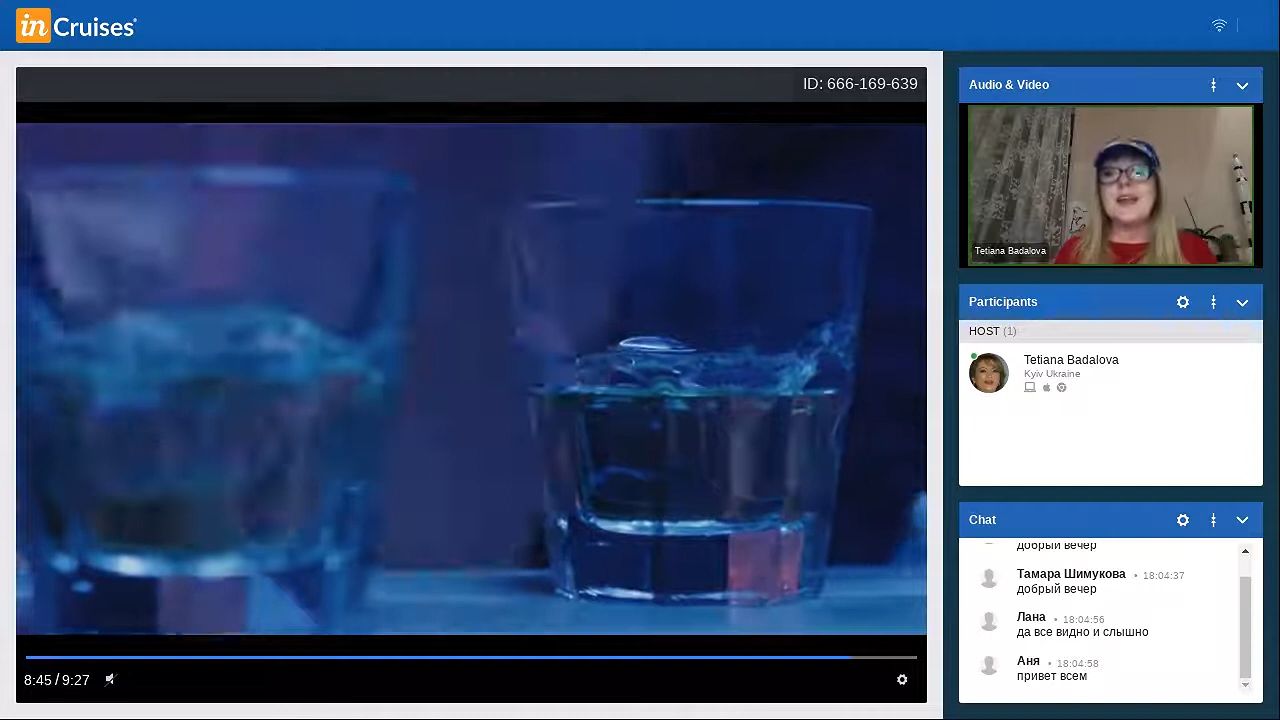 in Cruises
ID: 666-169-639
8:45 / 9:27
Audio & Video
Tetiana Badalova
Participants
HOST (1)
Tetiana Badalova
Kyiv Ukraine
Chat
добрый вечер
Тамара Шимукова • 18:04:37
добрый вечер
Лана • 18:04:56
да все видно и слышно
Аня • 18:04:58
привет всем